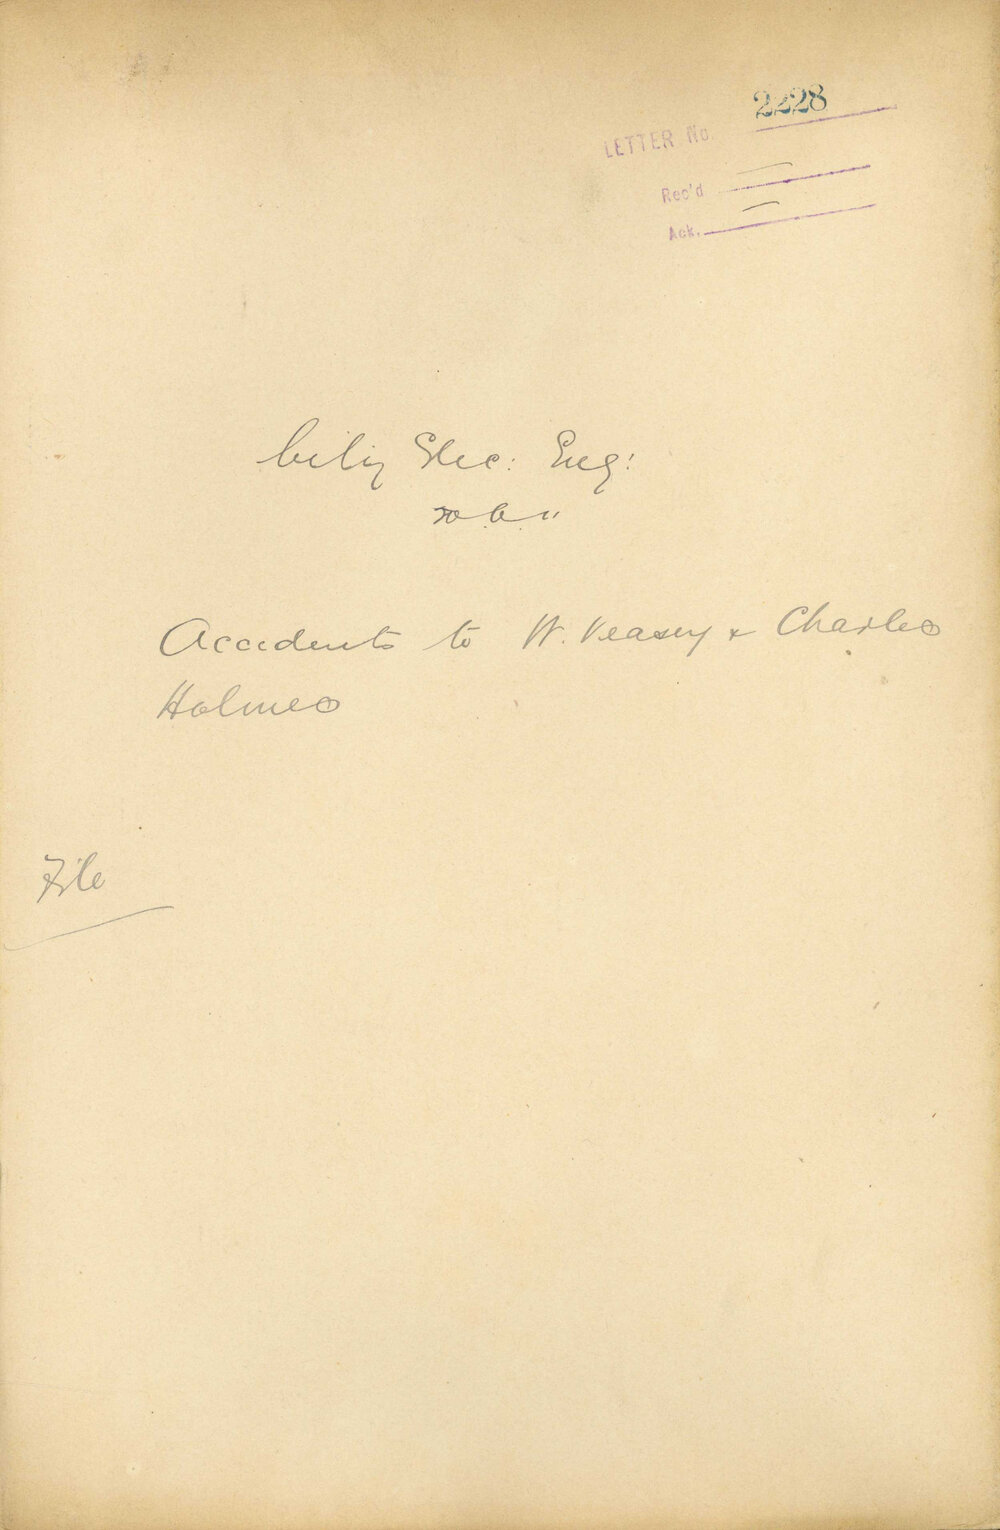 2228
LETTER No
Rec'd
Ack.
City Elec: Eng:
Accidents to W. Veasey & Charles
Holmes
File